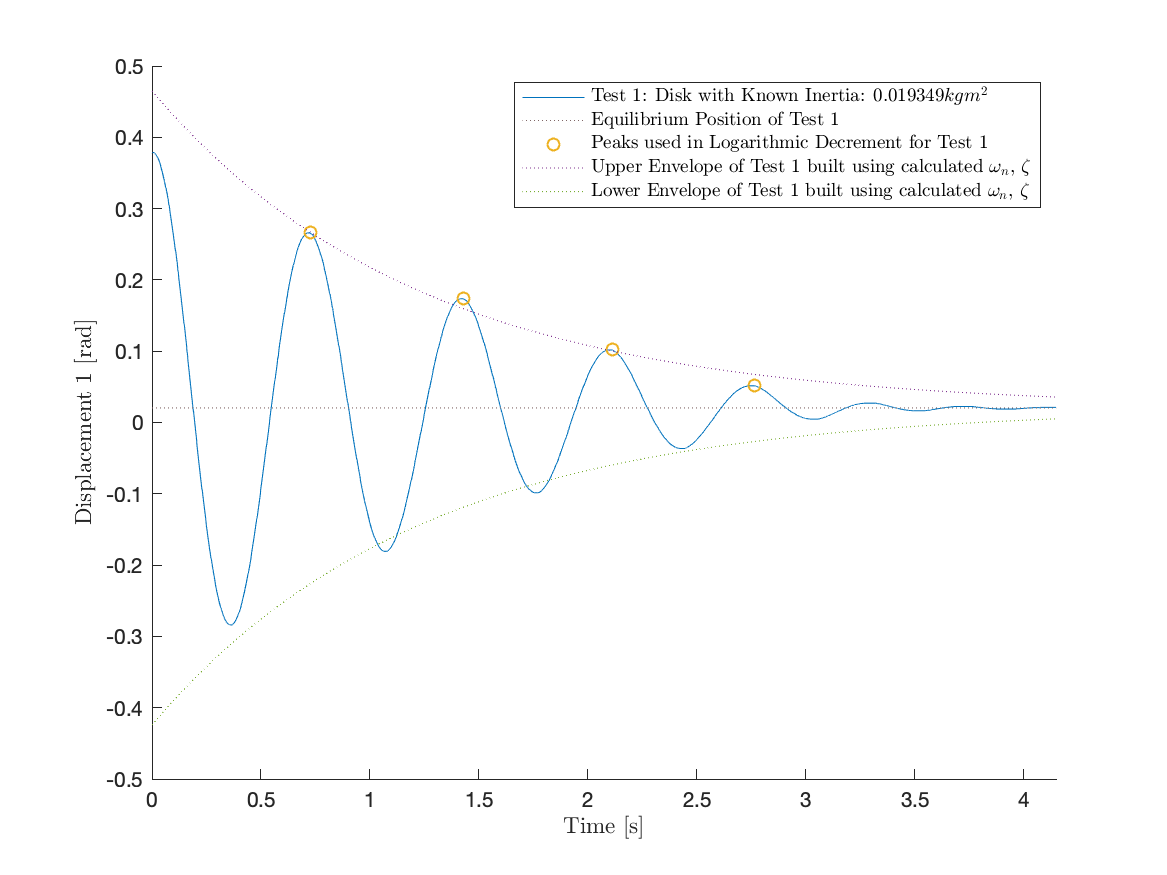 0.5
0.4
0.3
0.2
0.1
0
-0.1
-0.2
-0.3
-0.4
-0.5
Displacement 1 [rad]
Test 1: Disk with Known Inertia: 0.019349kgm²
Equilibrium Position of Test 1
Peaks used in Logarithmic Decrement for Test 1
Upper Envelope of Test 1 built using calculated ωₙ, ζ
Lower Envelope of Test 1 built using calculated ωₙ, ζ
0 0.5 1 1.5 2 2.5 3 3.5 4
Time [s]